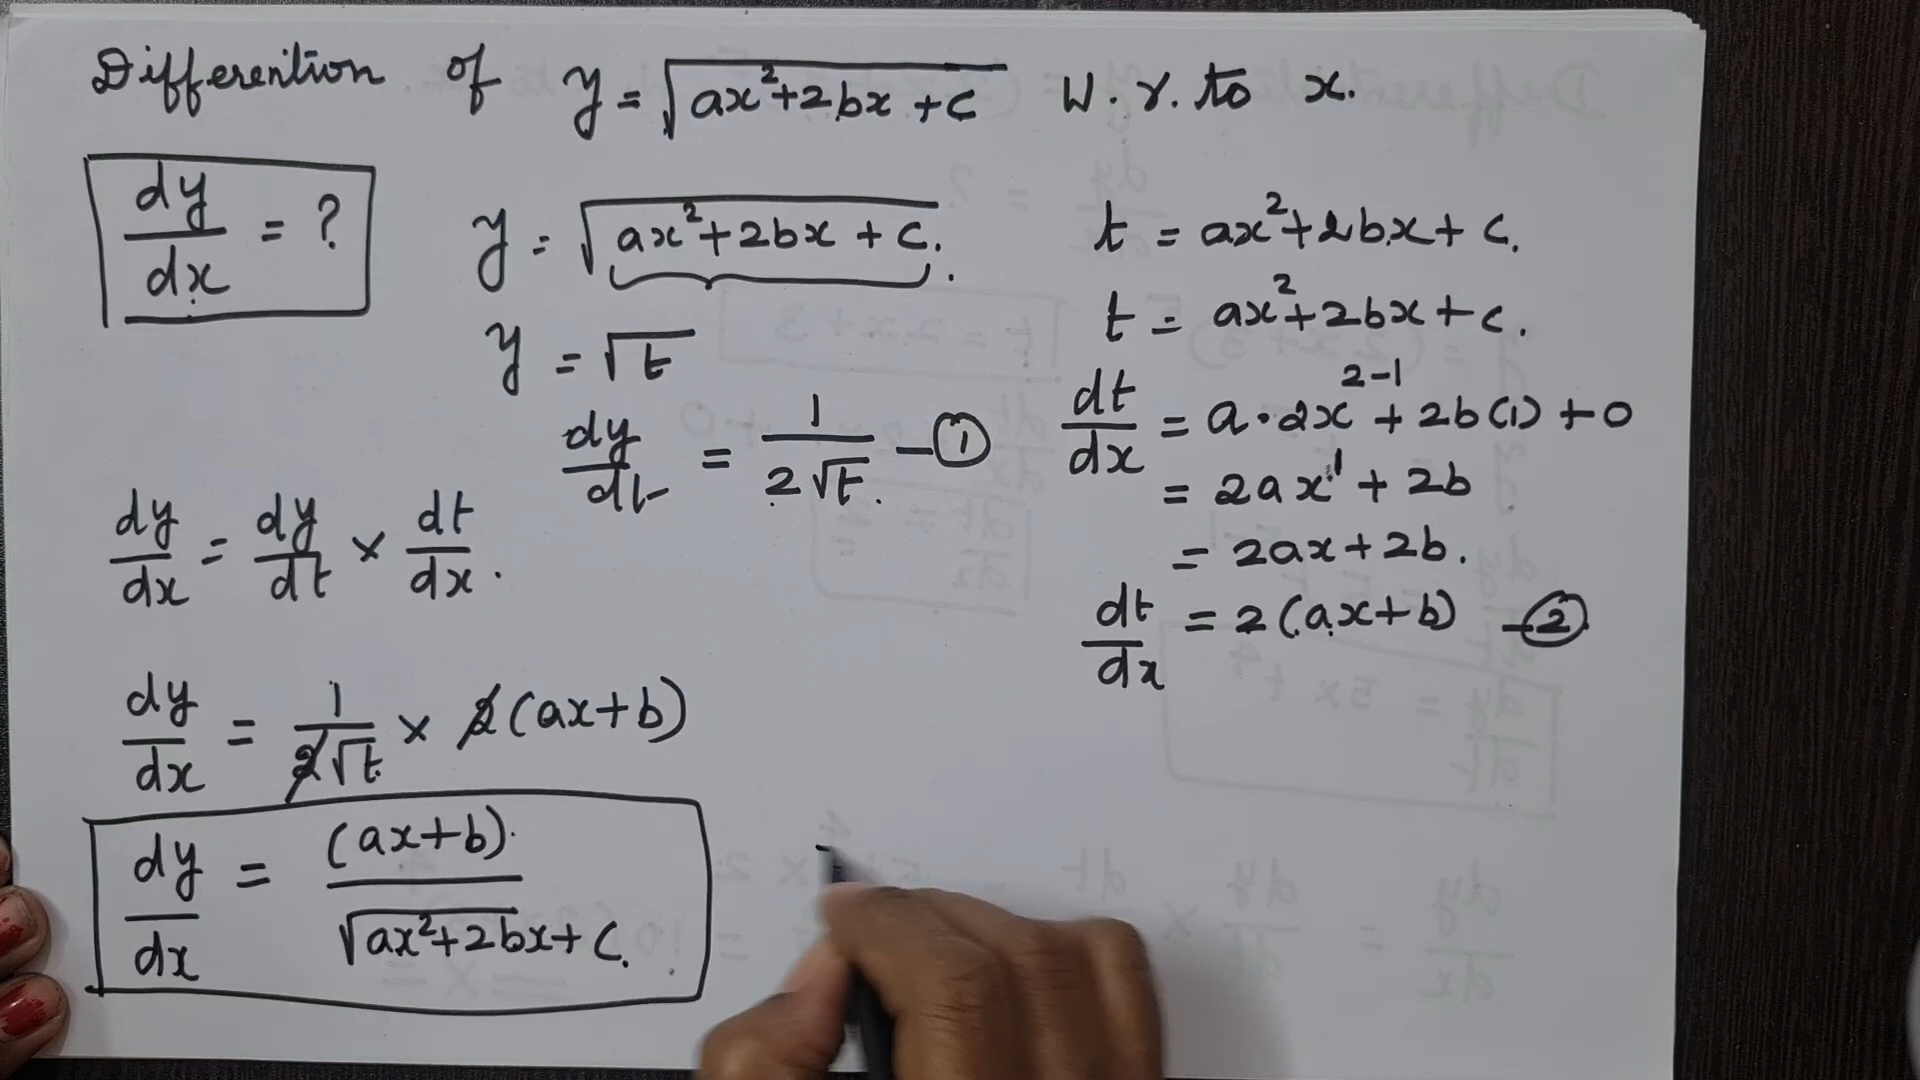 Differention of y = √ax²+2bx+c w.r.to x.
dy/dx = ?
y = √ax²+2bx+c.
y = √t
dy/dt = 1/2√t. - ①
dy/dx = dy/dt × dt/dx.
t = ax²+2bx+c.
t = ax²+2bx+c.
dt/dx = a·2x²⁻¹+2b(1)+0
= 2ax¹+2b
= 2ax+2b.
dt/dx = 2(ax+b) - ②
dy/dx = 1/2√t × 2(ax+b)
dy/dx = (ax+b)/√ax²+2bx+c.